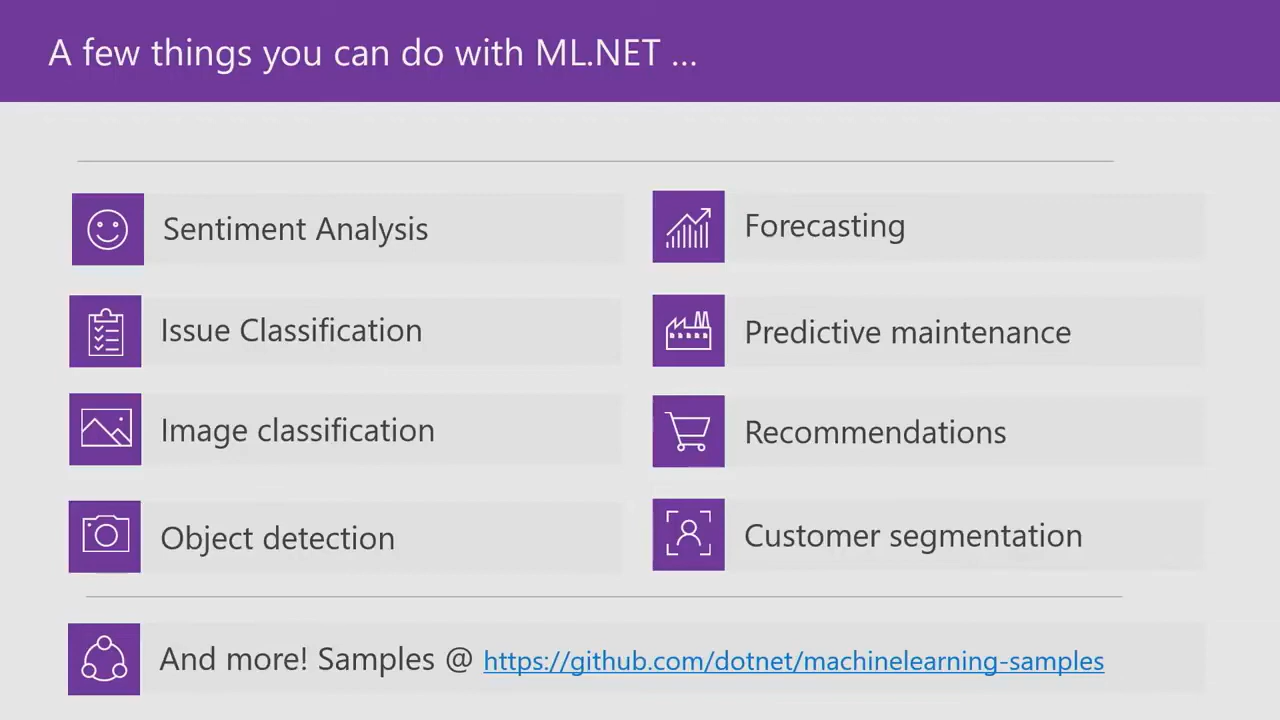 A few things you can do with ML.NET ...
Sentiment Analysis
Issue Classification
Image classification
Object detection
Forecasting
Predictive maintenance
Recommendations
Customer segmentation
And more! Samples @ https://github.com/dotnet/machinelearning-samples